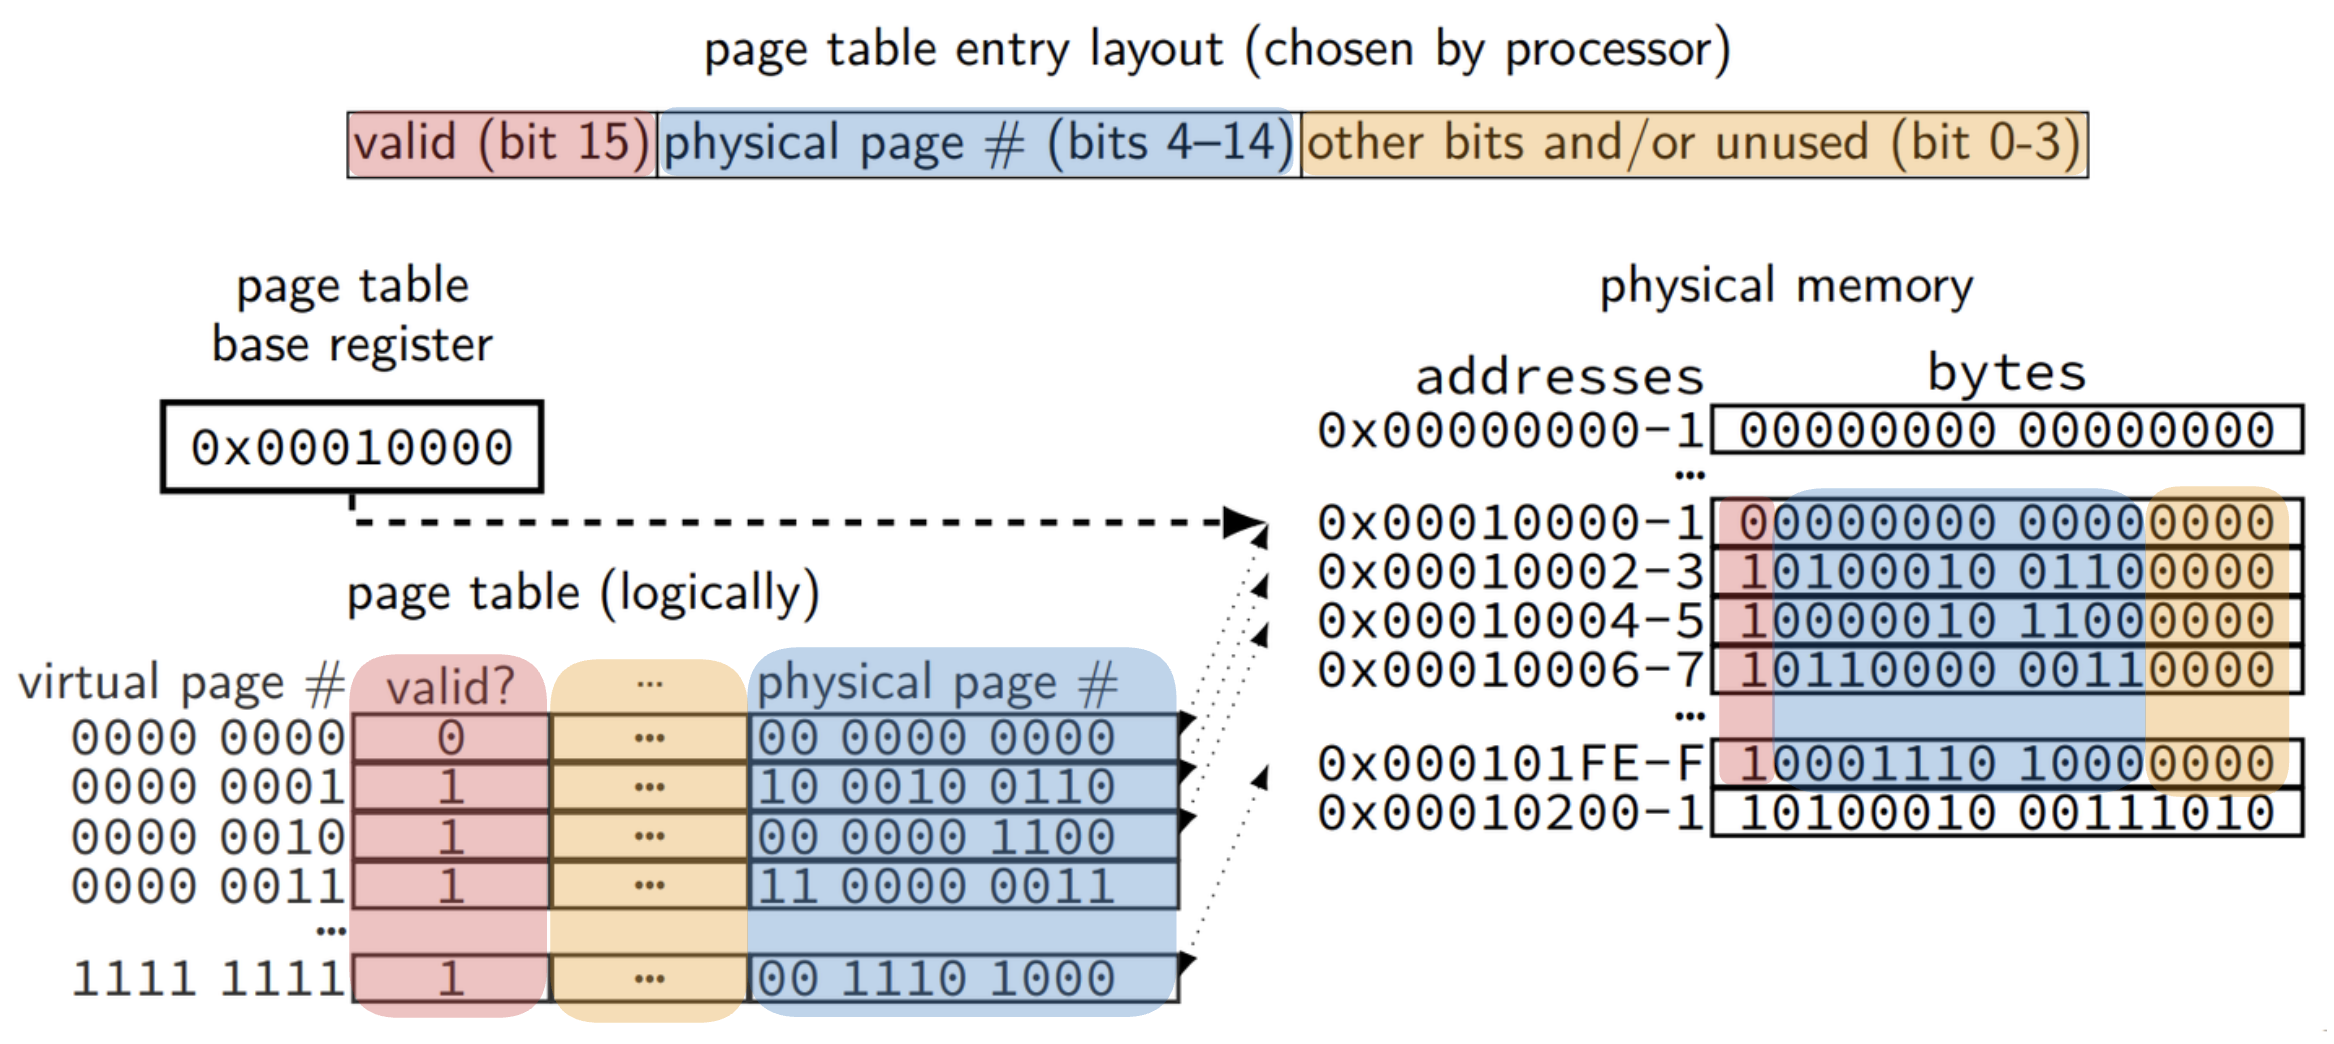 page table entry layout (chosen by processor)
valid (bit 15) physical page # (bits 4–14) other bits and/or unused (bit 0-3)
page table
base register
0x00010000
page table (logically)
virtual page # valid? ... physical page #
0000 0000 0 ... 00 0000 0000
0000 0001 1 ... 10 0010 0110
0000 0010 1 ... 00 0000 1100
0000 0011 1 ... 11 0000 0011
...
1111 1111 1 ... 00 1110 1000
physical memory
addresses bytes
0x00000000-1 00000000 00000000
...
0x00010000-1 00000000 00000000
0x00010002-3 10100010 01100000
0x00010004-5 10000010 11000000
0x00010006-7 10110000 00110000
...
0x000101FE-F 10001110 10000000
0x00010200-1 10100010 00111010